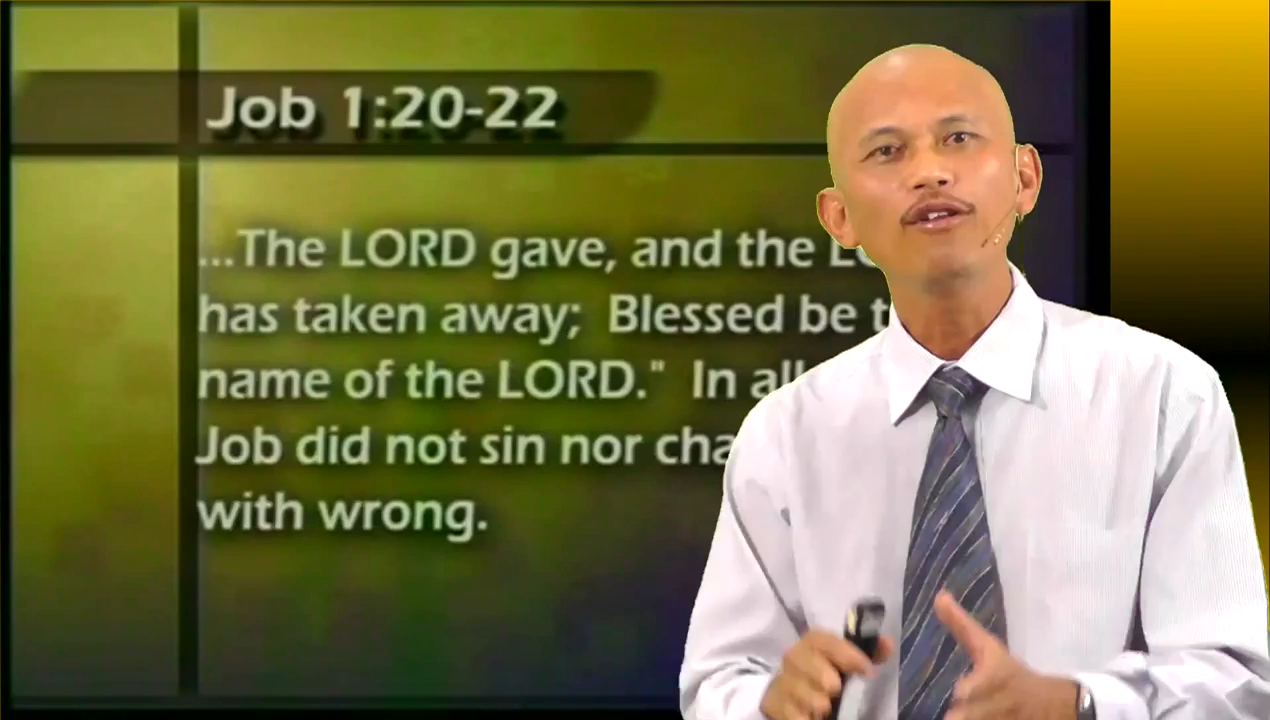 Job 1:20-22
...The LORD gave, and the
has taken away; Blessed be
name of the LORD." In all
Job did not sin nor
with wrong.